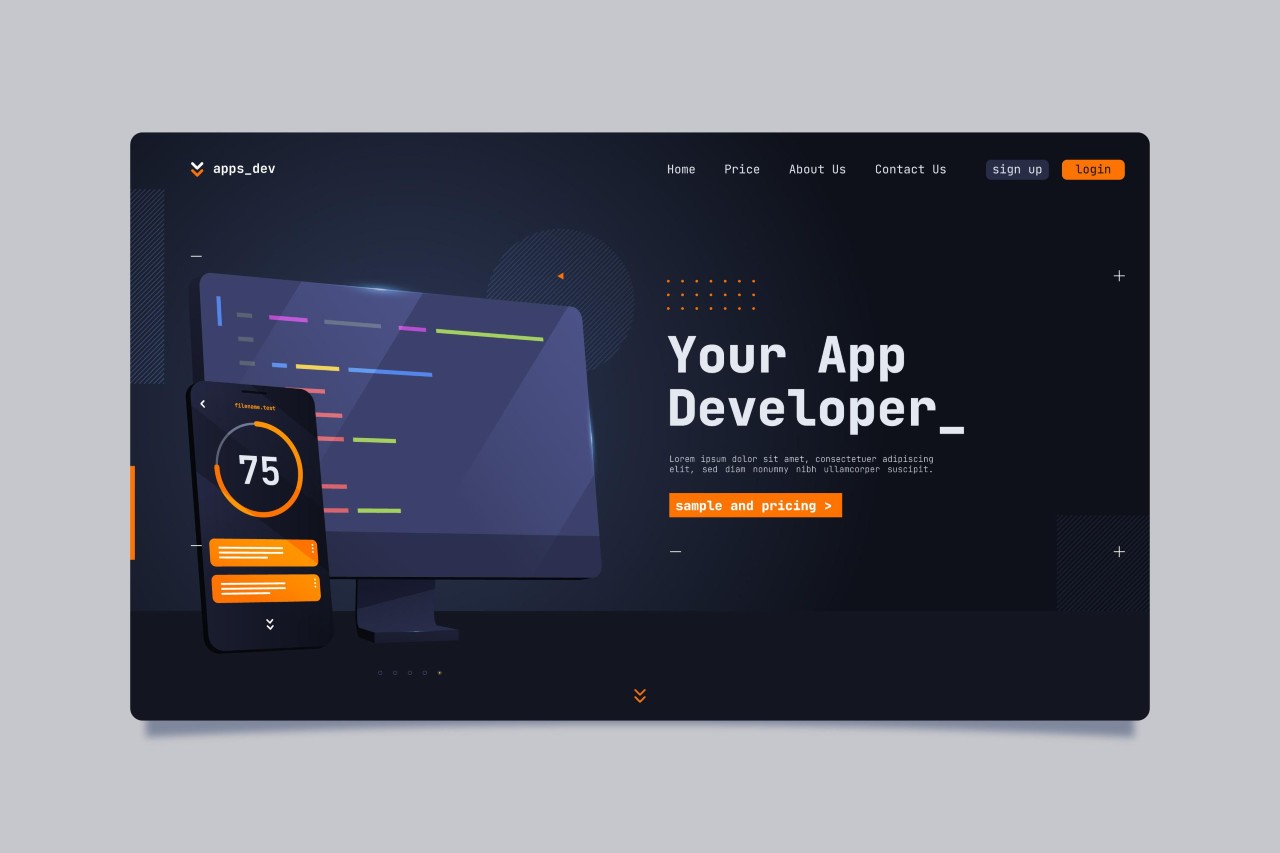 apps_dev
Home Price About Us Contact Us sign up login
Your App
Developer_
Lorem ipsum dolor sit amet, consectetuer adipiscing
elit, sed diam nonummy nibh ullamcorper suscipit.
sample and pricing >
filename.test
75